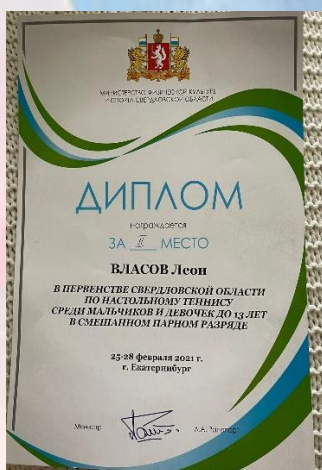 МИНИСТЕРСТВО ФИЗИЧЕСКОЙ КУЛЬТУРЫ
И СПОРТА СВЕРДЛОВСКОЙ ОБЛАСТИ
ДИПЛОМ
награждается
ЗА II МЕСТО
ВЛАСОВ Леон
В ПЕРВЕНСТВЕ СВЕРДЛОВСКОЙ ОБЛАСТИ
ПО НАСТОЛЬНОМУ ТЕННИСУ
СРЕДИ МАЛЬЧИКОВ И ДЕВОЧЕК ДО 13 ЛЕТ
В СМЕШАННОМ ПАРНОМ РАЗРЯДЕ
25-28 февраля 2021 г.
г. Екатеринбург
Министр Л.А. Рапопорт